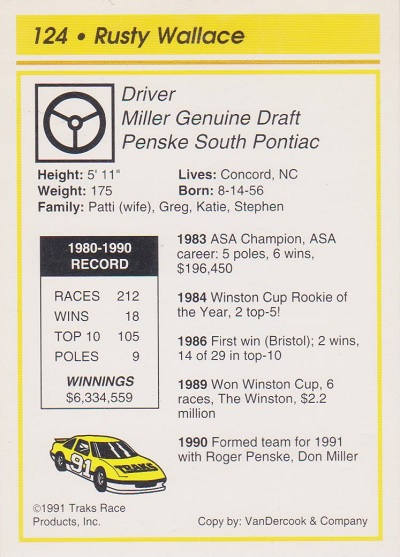 124 • Rusty Wallace
Driver
Miller Genuine Draft
Penske South Pontiac
Height: 5' 11"
Weight: 175
Lives: Concord, NC
Born: 8-14-56
Family: Patti (wife), Greg, Katie, Stephen
1980-1990
RECORD
RACES 212
WINS 18
TOP 10 105
POLES 9
WINNINGS
$6,334,559
1983 ASA Champion, ASA
career: 5 poles, 6 wins,
$196,450
1984 Winston Cup Rookie of
the Year, 2 top-5!
1986 First win (Bristol); 2 wins,
14 of 29 in top-10
1989 Won Winston Cup, 6
races, The Winston, $2.2
million
1990 Formed team for 1991
with Roger Penske, Don Miller
91
TRAKS
©1991 Traks Race
Products, Inc.
Copy by: VanDercook & Company